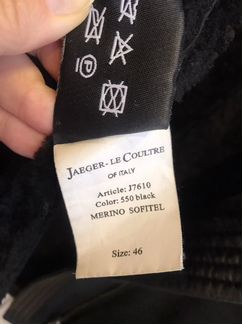 P
JAEGER-LE COULTRE
OF ITALY
Article: J7610
Color: 550 black
MERINO SOFITEL
Size: 46